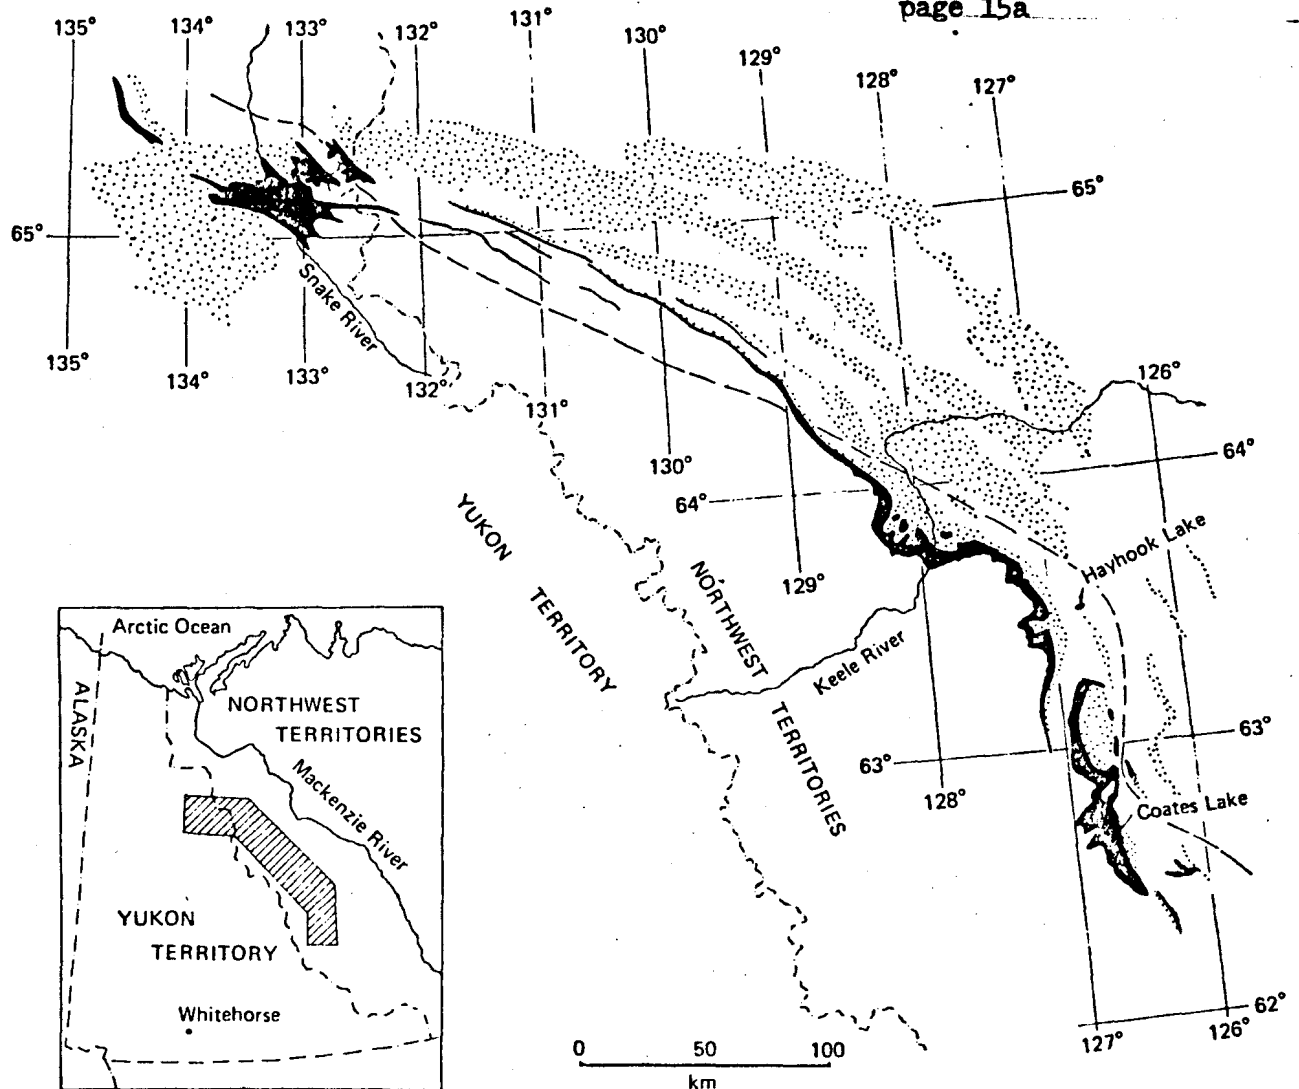 page 15a
135°
134°
133°
132°
131°
130°
129°
128°
127°
65°
65°
Snake River
135°
134°
133°
132°
131°
130°
129°
126°
64°
64°
YUKON
TERRITORY
NORTHWEST
TERRITORIES
Hayhook Lake
Keele River
63°
63°
128°
Coates Lake
62°
127°
126°
Arctic Ocean
ALASKA
NORTHWEST
TERRITORIES
Mackenzie River
YUKON
TERRITORY
Whitehorse
0 50 100
km